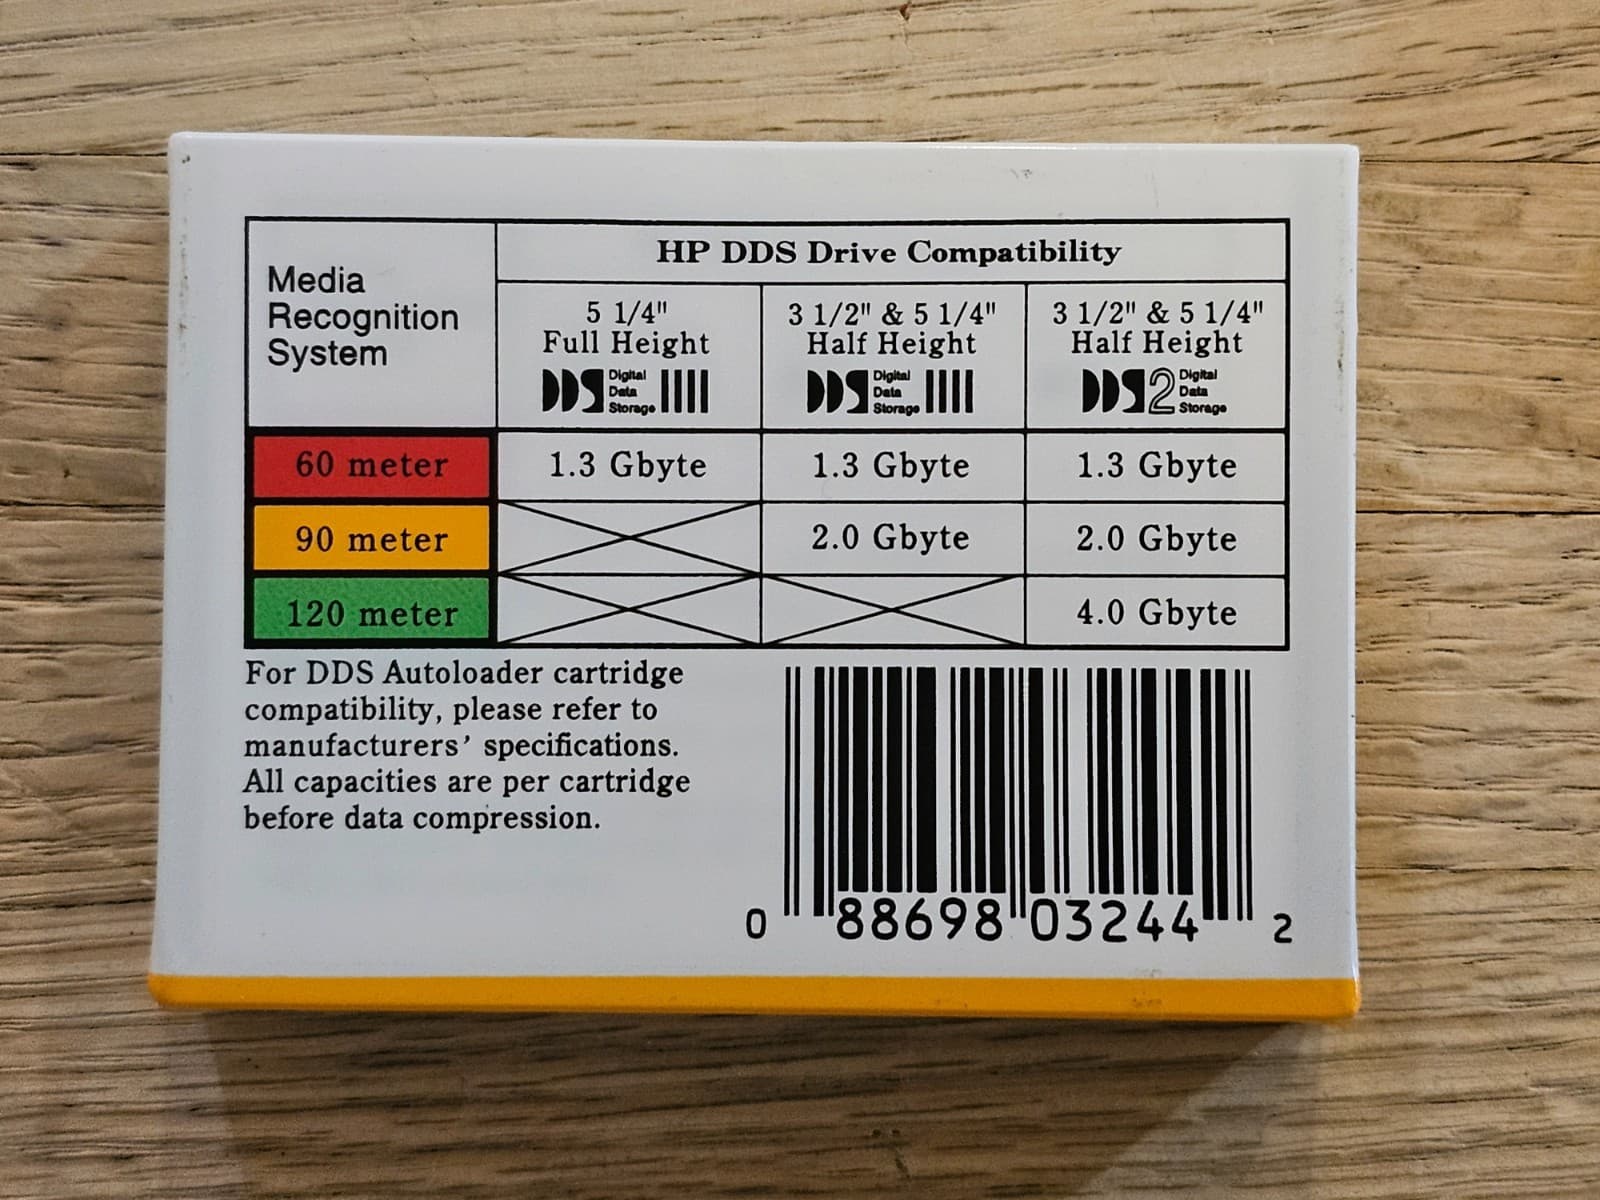 Media
Recognition
System
HP DDS Drive Compatibility
5 1/4"
Full Height
DDS Digital
Data
Storage
3 1/2" & 5 1/4"
Half Height
DDS Digital
Data
Storage
3 1/2" & 5 1/4"
Half Height
DDS2 Digital
Data
Storage
60 meter 1.3 Gbyte 1.3 Gbyte 1.3 Gbyte
90 meter 2.0 Gbyte 2.0 Gbyte
120 meter 4.0 Gbyte
For DDS Autoloader cartridge
compatibility, please refer to
manufacturers’ specifications.
All capacities are per cartridge
before data compression.
0 88698 03244 2